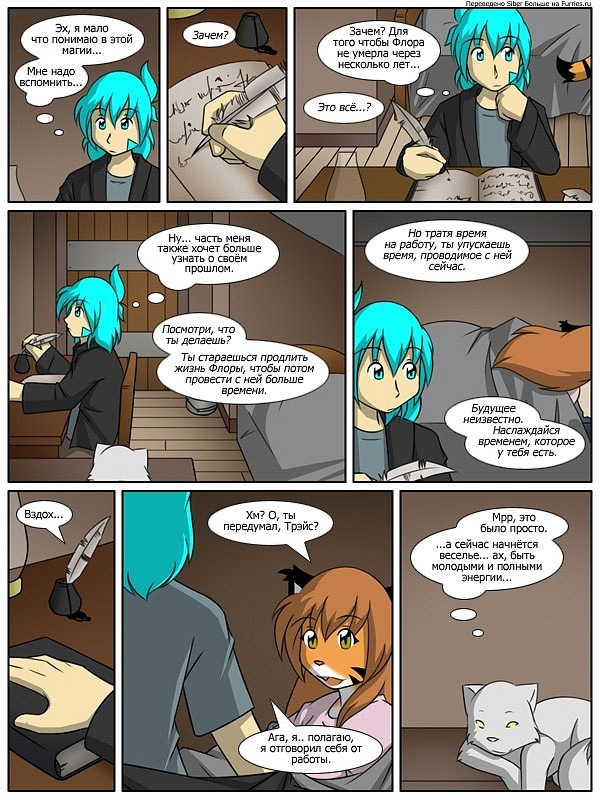 Переведено Siber Больше на Furries.ru
Эх, я мало
что понимаю в этой
магии...
Мне надо
вспомнить...
Зачем?
Зачем? Для
того чтобы Флора
не умерла через
несколько лет...
Это всё...?
Ну... часть меня
также хочет больше
узнать о своём
прошлом.
Посмотри, что
ты делаешь?
Ты стараешься продлить
жизнь Флоры, чтобы потом
провести с ней больше
времени.
Но тратя время
на работу, ты упускаешь
время, проводимое с ней
сейчас.
Будущее
неизвестно.
Наслаждайся
временем, которое
у тебя есть.
Вздох...
Хм? О, ты
передумал, Трэйс?
Ага, я.. полагаю,
я отговорил себя от
работы.
Мрр, это
было просто.
...а сейчас начнётся
веселье... ах, быть
молодыми и полными
энергии...